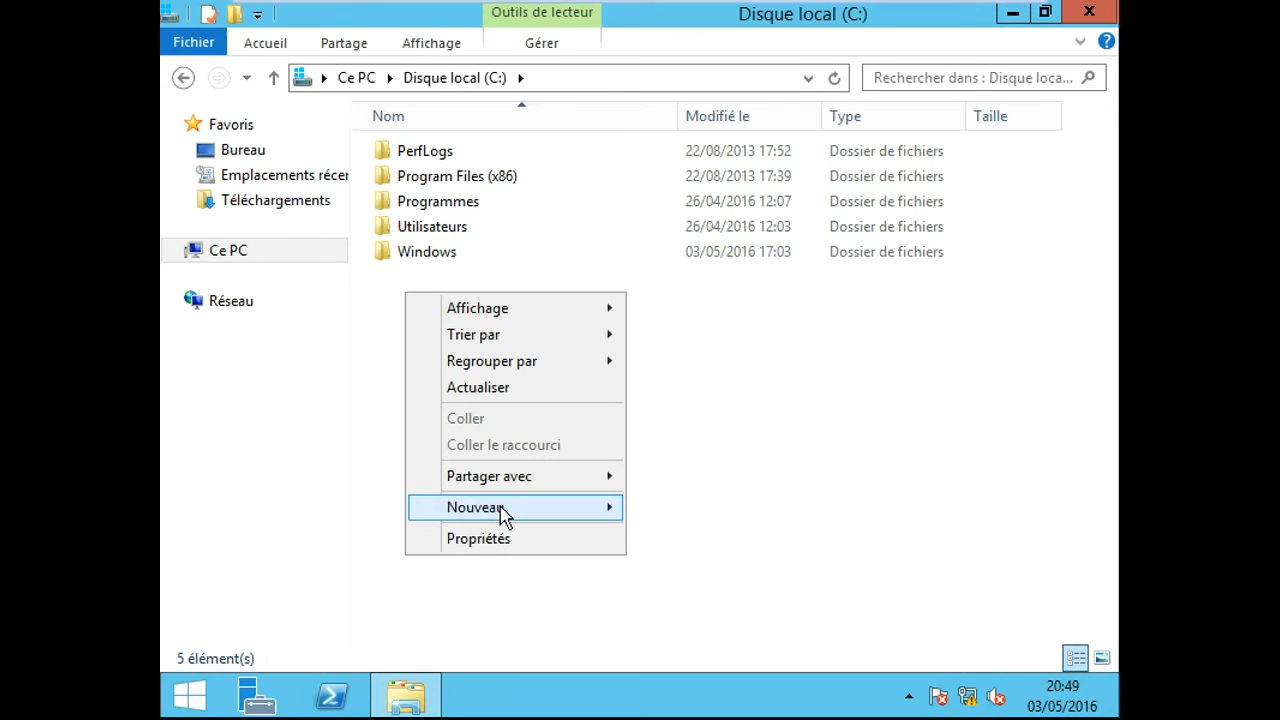 Outils de lecteur
Disque local (C:)
Fichier
Accueil
Partage
Affichage
Gérer
Ce PC
Disque local (C:)
Rechercher dans : Disque loca...
Nom
Modifié le
Type
Taille
Favoris
Bureau
Emplacements récer
Téléchargements
Ce PC
Réseau
PerfLogs 22/08/2013 17:52 Dossier de fichiers
Program Files (x86) 22/08/2013 17:39 Dossier de fichiers
Programmes 26/04/2016 12:07 Dossier de fichiers
Utilisateurs 26/04/2016 12:03 Dossier de fichiers
Windows 03/05/2016 17:03 Dossier de fichiers
Affichage
Trier par
Regrouper par
Actualiser
Coller
Coller le raccourci
Partager avec
Nouveau
Propriétés
5 élément(s)
20:49
03/05/2016